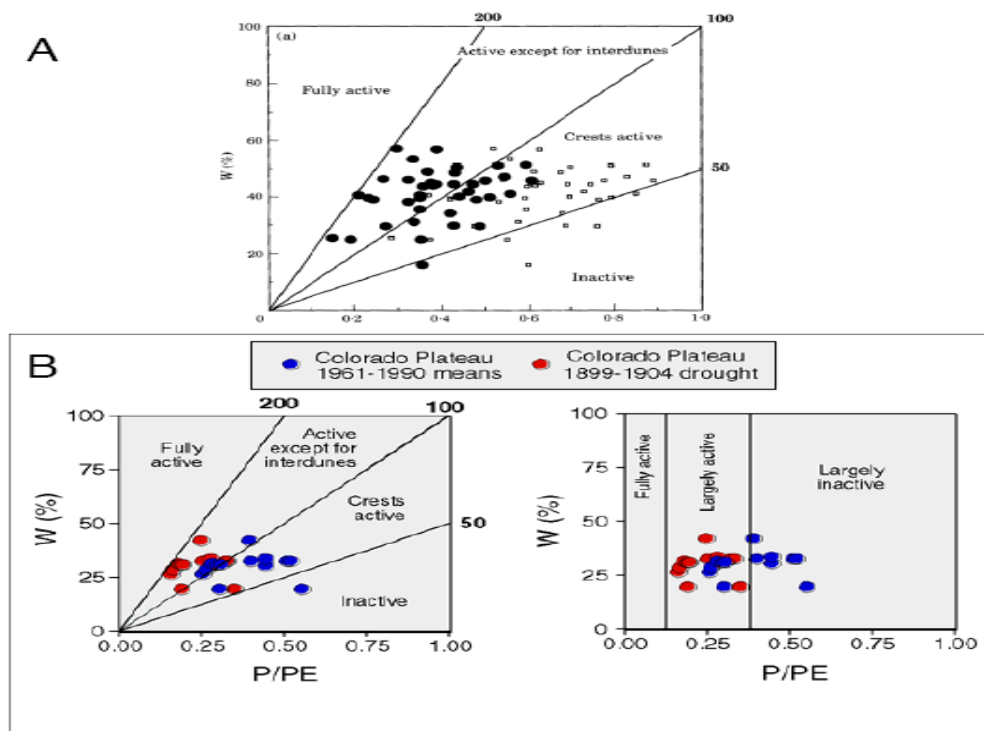 A
(a)
200
100
100
Active except for interdunes
80
Fully active
60
W (%)
Crests active
50
40
20
Inactive
0
0·2
0·4
0·6
0·8
1·0
B
Colorado Plateau
1961-1990 means
Colorado Plateau
1899-1904 drought
200
100
100
Fully
active
Active
except for
interdunes
75
Crests
active
W (%)
50
50
25
Inactive
0
0.00
0.25
0.50
0.75
1.00
P/PE
100
Fully active
Largely active
Largely
inactive
75
W (%)
50
25
0
0.00
0.25
0.50
0.75
1.00
P/PE